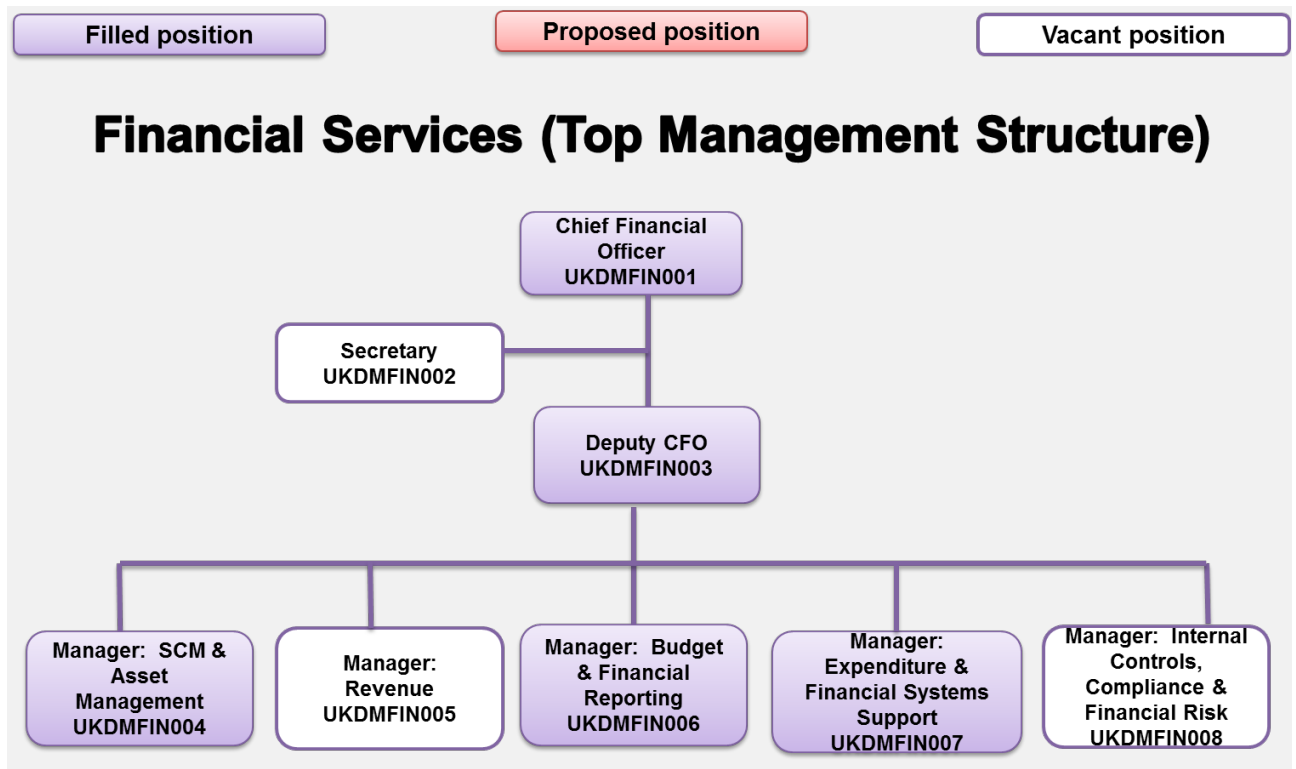 Filled position
Proposed position
Vacant position
Financial Services (Top Management Structure)
Chief Financial
Officer
UKDMFIN001
Secretary
UKDMFIN002
Deputy CFO
UKDMFIN003
Manager: SCM &
Asset
Management
UKDMFIN004
Manager:
Revenue
UKDMFIN005
Manager: Budget
& Financial
Reporting
UKDMFIN006
Manager:
Expenditure &
Financial Systems
Support
UKDMFIN007
Manager: Internal
Controls,
Compliance &
Financial Risk
UKDMFIN008